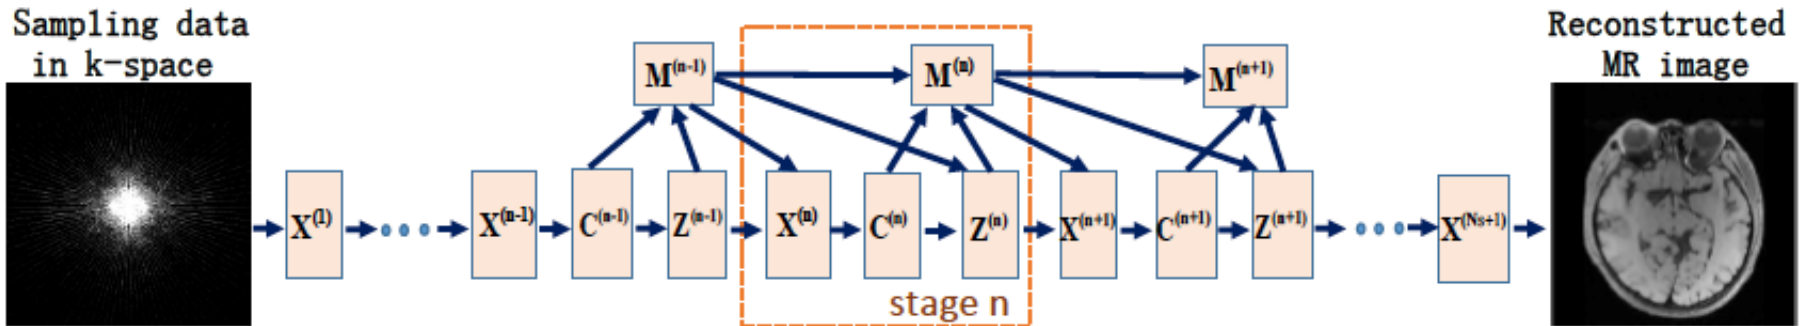 Sampling data
in k-space
Reconstructed
MR image
M(n-1)
M(n)
M(n+1)
X(1)
X(n-1)
C(n-1)
Z(n-1)
X(n)
C(n)
Z(n)
X(n+1)
C(n+1)
Z(n+1)
X(Ns+1)
stage n